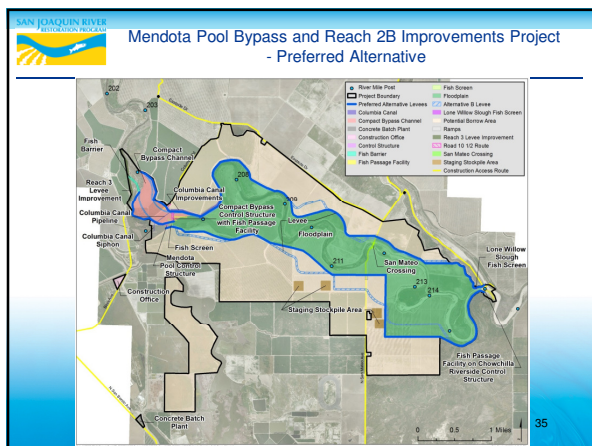 SAN JOAQUIN RIVER
RESTORATION PROGRAM
Mendota Pool Bypass and Reach 2B Improvements Project
- Preferred Alternative
River Mile Post
Project Boundary
Preferred Alternative Levees
Columbia Canal
Compact Bypass Channel
Concrete Batch Plant
Construction Office
Control Structure
Fish Barrier
Fish Passage Facility
Fish Screen
Floodplain
Alternative B Levee
Lone Willow Slough Fish Screen
Potential Borrow Area
Ramps
Reach 3 Levee Improvement
Road 10 1/2 Route
San Mateo Crossing
Staging Stockpile Area
Construction Access Route
202
203
Fish
Barrier
Compact
Bypass Channel
Reach 3
Levee
Improvement
Columbia Canal
Improvements
Columbia Canal
Pipeline
Columbia Canal
Siphon
Compact Bypass
Control Structure
with Fish Passage
Facility
208
209
Levee
Floodplain
211
San Mateo
Crossing
213
214
Lone Willow
Slough
Fish Screen
Fish Screen
Mendota
Pool Control
Structure
Construction
Office
Staging Stockpile Area
Fish Passage
Facility on Chowchilla
Riverside Control
Structure
Concrete Batch
Plant
0 0.5 1 Miles
35